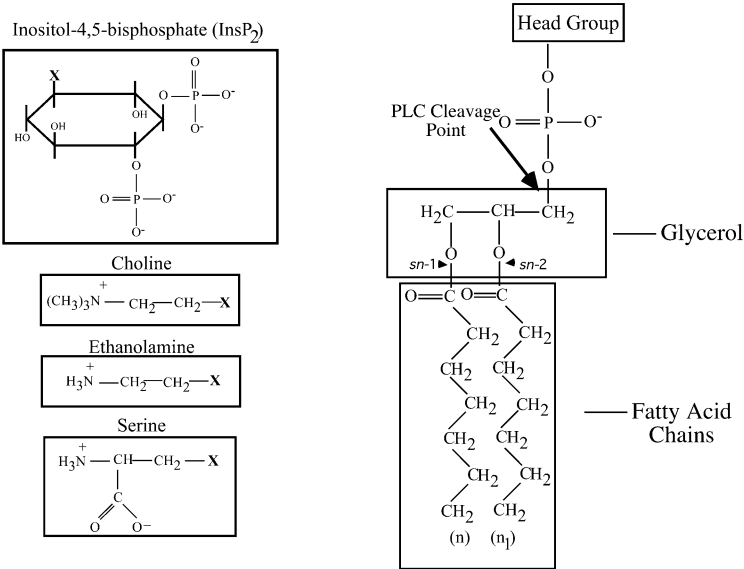 Inositol-4,5-bisphosphate (InsP2)
X
O
O P O-
O-
OH
OH
HO
O
O=P—O-
O-
Choline
+
(CH3)3N—CH2—CH2—X
Ethanolamine
+
H3N—CH2—CH2—X
Serine
+
H3N—CH—CH2—X
C
O O−
Head Group
O
PLC Cleavage
Point
O=P—O-
O
H2C—CH—CH2
Glycerol
O O
sn-1 sn-2
O=C O=C
CH2 CH2
CH2 CH2
CH2 CH2
CH2 CH2
CH2 CH2
CH2 CH2
(n) (n1)
Fatty Acid
Chains